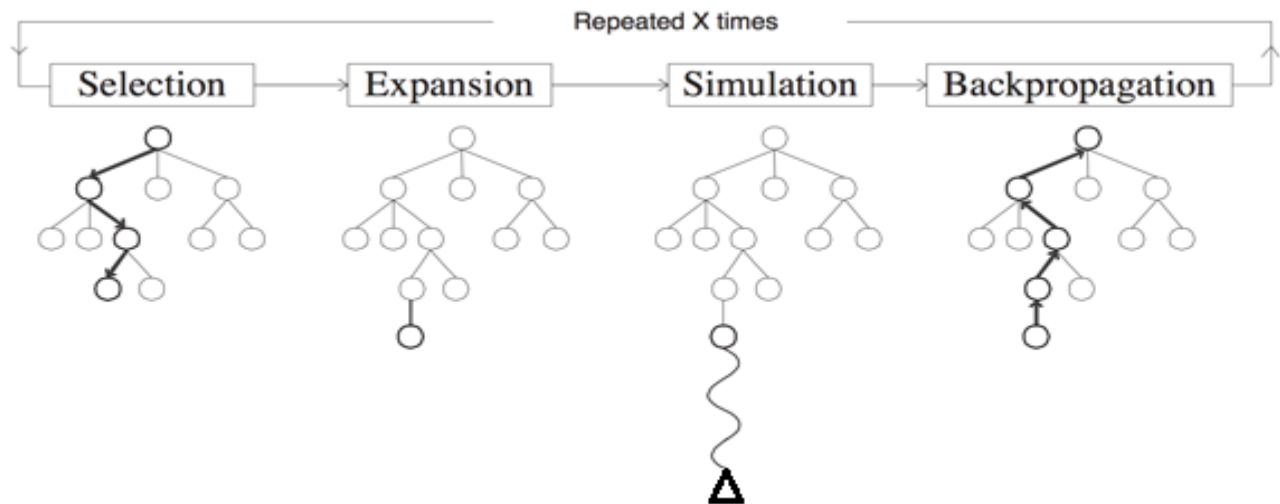 Repeated X times
Selection
Expansion
Simulation
Backpropagation